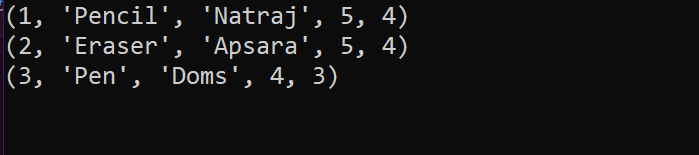 (1, 'Pencil', 'Natraj', 5, 4)
(2, 'Eraser', 'Apsara', 5, 4)
(3, 'Pen', 'Doms', 4, 3)